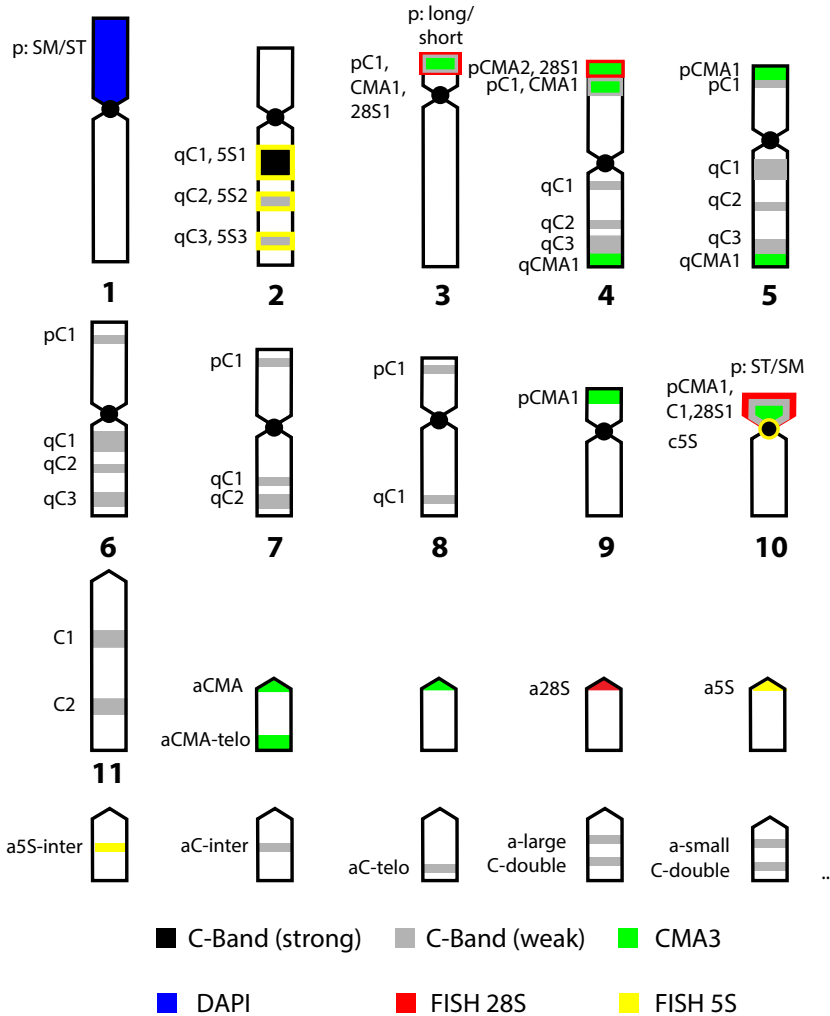 p: SM/ST
1
qC1, 5S1
qC2, 5S2
qC3, 5S3
2
p: long/
short
pC1,
CMA1,
28S1
3
pCMA2, 28S1
pC1, CMA1
qC1
qC2
qC3
qCMA1
4
pCMA1
pC1
qC1
qC2
qC3
qCMA1
5
pC1
qC1
qC2
qC3
6
pC1
qC1
qC2
7
pC1
qC1
8
pCMA1
9
p: ST/SM
pCMA1,
C1,28S1
c5S
10
C1
C2
11
aCMA
aCMA-telo
a28S
a5S
a5S-inter
aC-inter
aC-telo
a-large
C-double
a-small
C-double
..
C-Band (strong)
C-Band (weak)
CMA3
DAPI
FISH 28S
FISH 5S